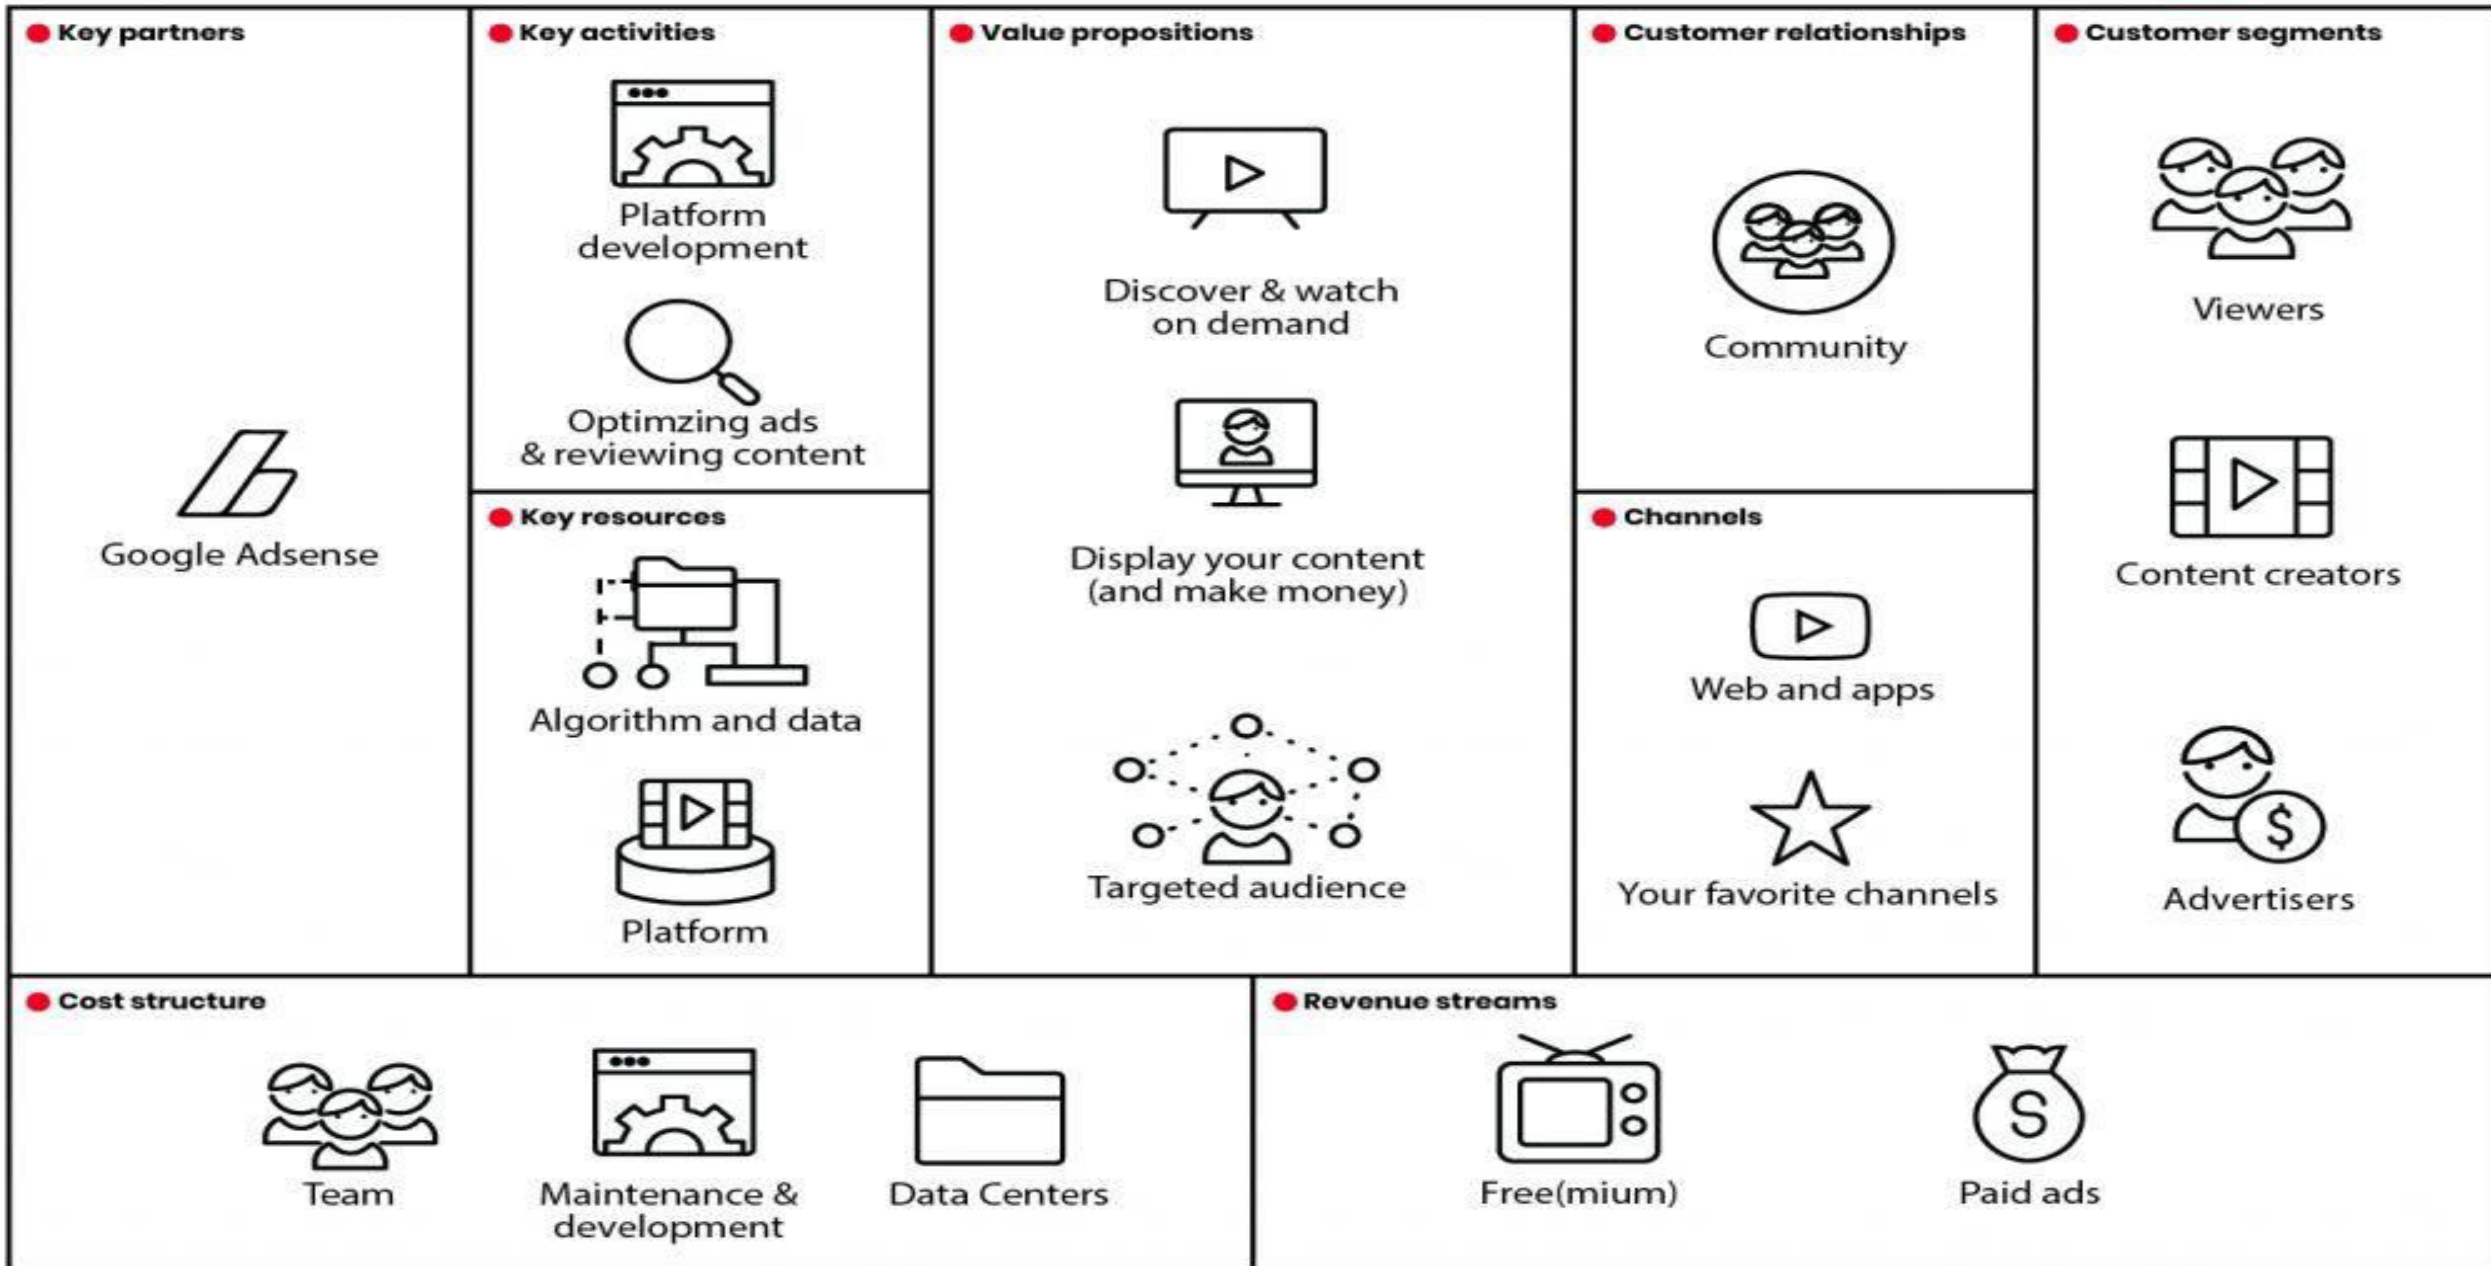 Key partners
Google Adsense
Key activities
Platform
development
Optimzing ads
& reviewing content
Key resources
Algorithm and data
Platform
Value propositions
Discover & watch
on demand
Display your content
(and make money)
Targeted audience
Customer relationships
Community
Channels
Web and apps
Your favorite channels
Customer segments
Viewers
Content creators
$
Advertisers
Cost structure
Team
Maintenance &
development
Data Centers
Revenue streams
Free(mium)
S
Paid ads